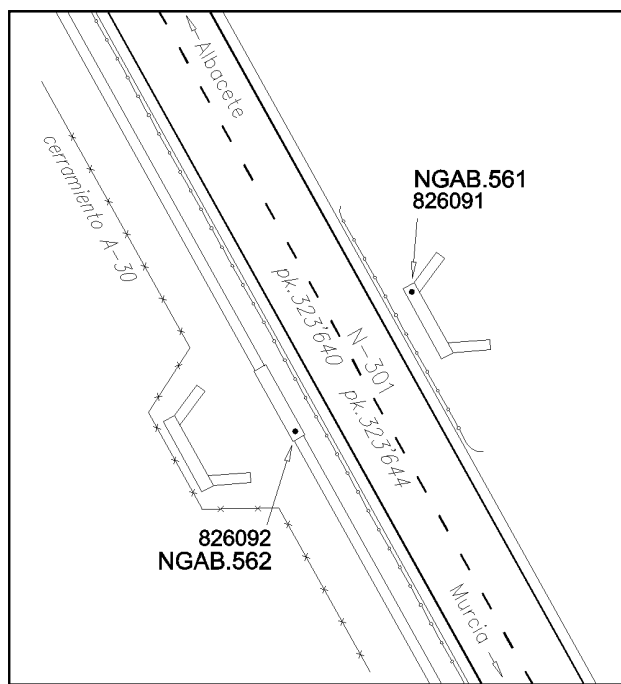 Albacete
cerramiento A-30
NGAB.561
826091
pk.323'640
N-301
pk.323'644
826092
NGAB.562
Murcia